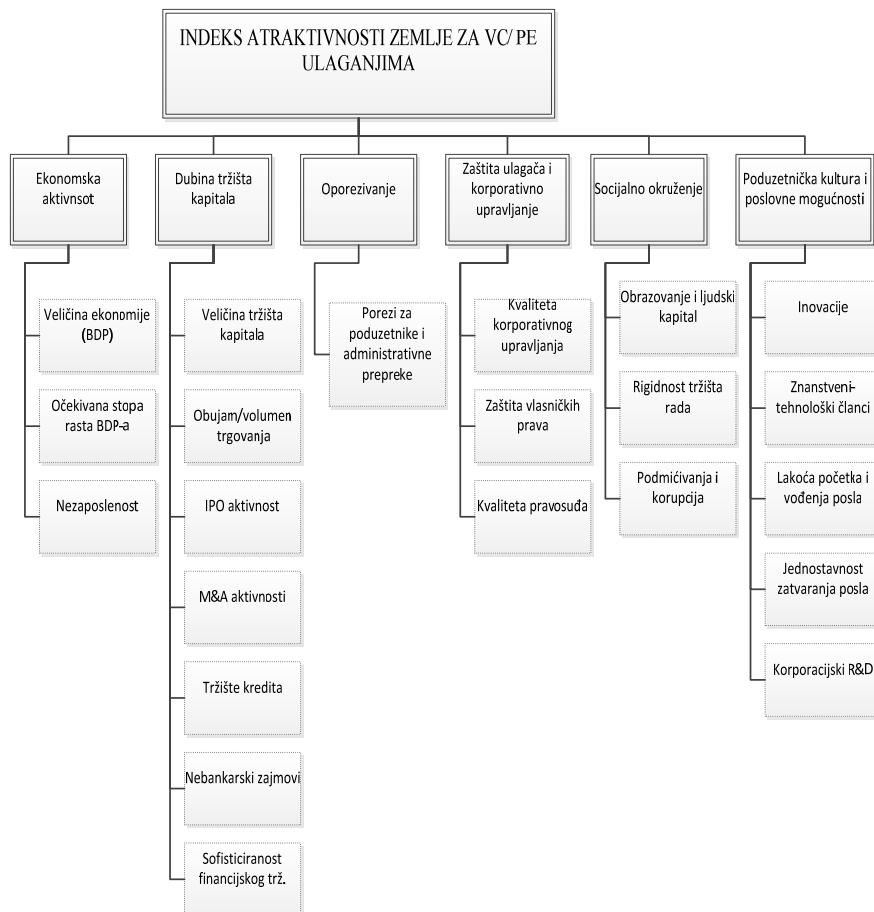 INDEKS ATRAKTIVNOSTI ZEMLJE ZA VC/ PE
ULAGANJIMA
Ekonomska
aktivnsot
Dubina tržišta
kapitala
Oporezivanje
Zaštita ulagača i
korporativno
upravljanje
Socijalno okruženje
Poduzetnička kultura i
poslovne mogućnosti
Veličina ekonomije
(BDP)
Očekivana stopa
rasta BDP-a
Nezaposlenost
Veličina tržišta
kapitala
Obujam/volumen
trgovanja
IPO aktivnost
M&A aktivnosti
Tržište kredita
Nebankarski zajmovi
Sofisticiranost
financijskog trž.
Porezi za
poduzetnike i
administrativne
prepreke
Kvaliteta
korporativnog
upravljanja
Zaštita vlasničkih
prava
Kvaliteta pravosuđa
Obrazovanje i ljudski
kapital
Rigidnost tržišta
rada
Podmićivanja i
korupcija
Inovacije
Znanstveni-
tehnološki članci
Lakoća početka i
vođenja posla
Jednostavnost
zatvaranja posla
Korporacijski R&D